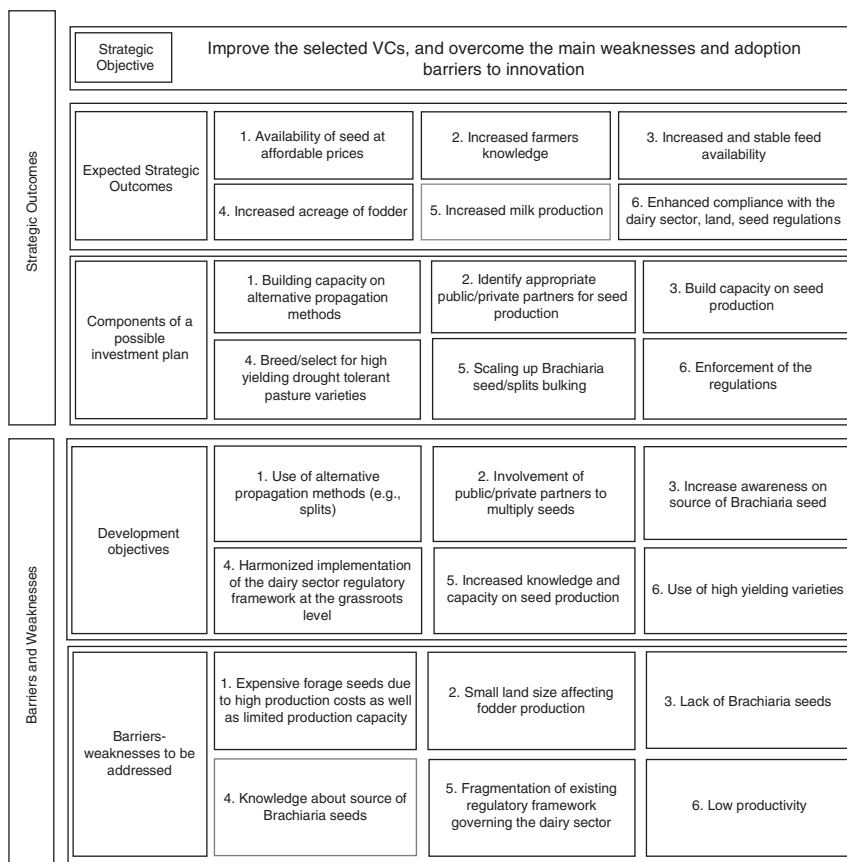 Strategic Outcomes
Strategic
Objective
Improve the selected VCs, and overcome the main weaknesses and adoption
barriers to innovation
Expected Strategic
Outcomes
1. Availability of seed at
affordable prices
2. Increased farmers
knowledge
3. Increased and stable feed
availability
4. Increased acreage of fodder
5. Increased milk production
6. Enhanced compliance with the
dairy sector, land, seed regulations
Components of a
possible
investment plan
1. Building capacity on
alternative propagation
methods
2. Identify appropriate
public/private partners for seed
production
3. Build capacity on seed
production
4. Breed/select for high
yielding drought tolerant
pasture varieties
5. Scaling up Brachiaria
seed/splits bulking
6. Enforcement of the
regulations
Barriers and Weaknesses
Development
objectives
1. Use of alternative
propagation methods (e.g.,
splits)
2. Involvement of
public/private partners to
multiply seeds
3. Increase awareness on
source of Brachiaria seed
4. Harmonized implementation
of the dairy sector regulatory
framework at the grassroots
level
5. Increased knowledge and
capacity on seed production
6. Use of high yielding varieties
Barriers-
weaknesses to be
addressed
1. Expensive forage seeds due
to high production costs as well
as limited production capacity
2. Small land size affecting
fodder production
3. Lack of Brachiaria seeds
4. Knowledge about source of
Brachiaria seeds
5. Fragmentation of existing
regulatory framework
governing the dairy sector
6. Low productivity